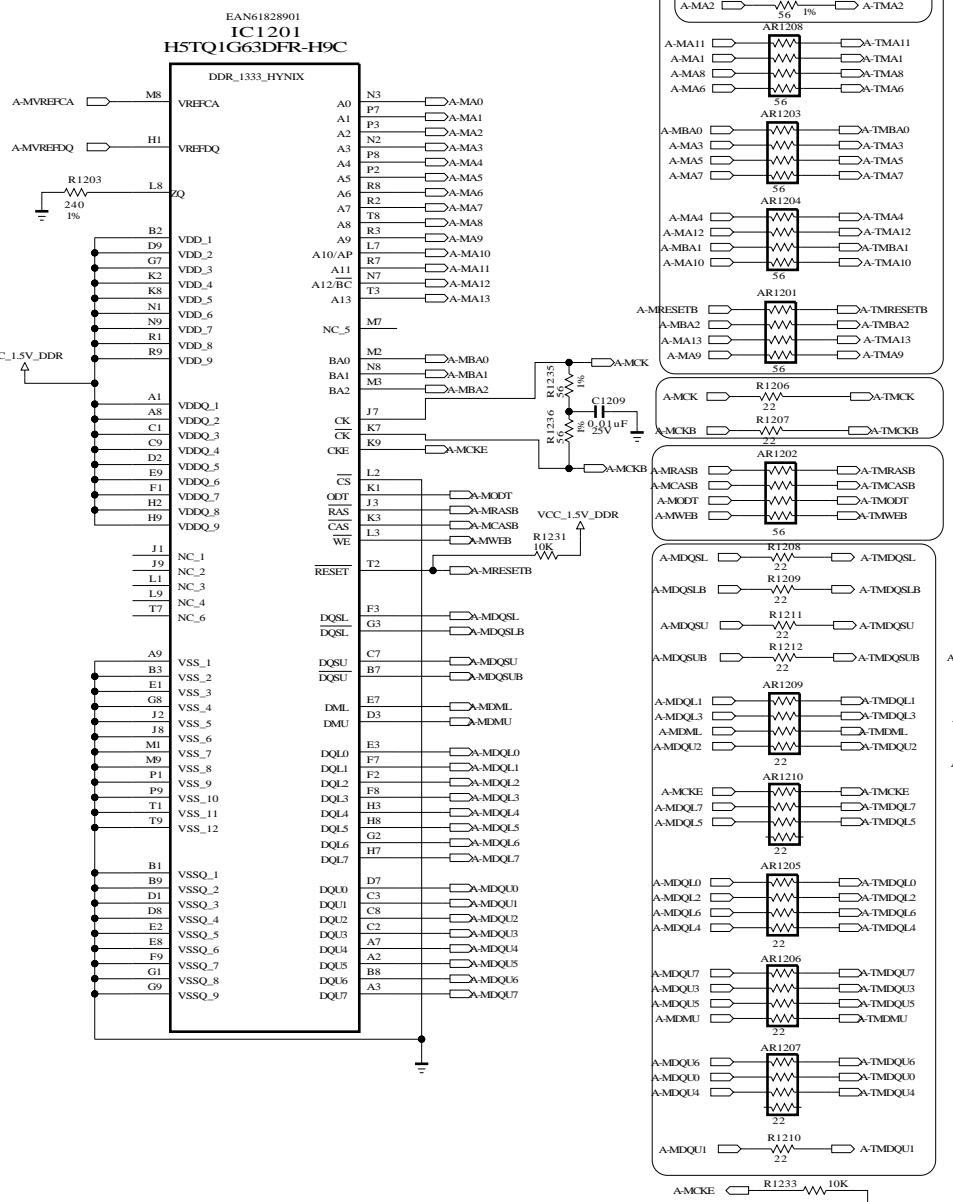 EAN61828901
IC1201
H5TQ1G63DFR-H9C
DDR_1333_HYNIX
A-MVREFCA M8 VREFCA
A-MVREFDQ H1 VREFDQ
R1203
240
1%
L8 ZQ
B2 VDD_1
D9 VDD_2
G7 VDD_3
K2 VDD_4
K8 VDD_5
N1 VDD_6
N9 VDD_7
R1 VDD_8
R9 VDD_9
C_1.5V_DDR
A1 VDDQ_1
A8 VDDQ_2
C1 VDDQ_3
C9 VDDQ_4
D2 VDDQ_5
E9 VDDQ_6
F1 VDDQ_7
H2 VDDQ_8
H9 VDDQ_9
J1 NC_1
J9 NC_2
L1 NC_3
L9 NC_4
T7 NC_6
A9 VSS_1
B3 VSS_2
E1 VSS_3
G8 VSS_4
J2 VSS_5
J8 VSS_6
M1 VSS_7
M9 VSS_8
P1 VSS_9
P9 VSS_10
T1 VSS_11
T9 VSS_12
B1 VSSQ_1
B9 VSSQ_2
D1 VSSQ_3
D8 VSSQ_4
E2 VSSQ_5
E8 VSSQ_6
F9 VSSQ_7
G1 VSSQ_8
G9 VSSQ_9
A0 N3 A-MA0
A1 P7 A-MA1
A2 P3 A-MA2
A3 N2 A-MA3
A4 P8 A-MA4
A5 P2 A-MA5
A6 R8 A-MA6
A7 R2 A-MA7
A8 T8 A-MA8
A9 R3 A-MA9
A10/AP L7 A-MA10
A11 R7 A-MA11
A12/BC N7 A-MA12
A13 T3 A-MA13
NC_5 M7
BA0 M2 A-MBA0
BA1 N8 A-MBA1
BA2 M3 A-MBA2
CK J7
CK K7
CKE K9 A-MCKE
CS L2
ODT K1 A-MODT
RAS J3 A-MRASB
CAS K3 A-MCASB
WE L3 A-MWEB
RESET T2 A-MRESETB
R1231
10K
VCC_1.5V_DDR
A-MCK
R1235
56
1%
R1236
56
1%
C1209
0.01uF
25V
A-MCKB
DQSL F3 A-MDQSL
DQSL G3 A-MDQSLB
DQSU C7 A-MDQSU
DQSU B7 A-MDQSUB
DML E7 A-MDML
DMU D3 A-MDMU
DQL0 E3 A-MDQL0
DQL1 F7 A-MDQL1
DQL2 F2 A-MDQL2
DQL3 F8 A-MDQL3
DQL4 H3 A-MDQL4
DQL5 H8 A-MDQL5
DQL6 G2 A-MDQL6
DQL7 H7 A-MDQL7
DQU0 D7 A-MDQU0
DQU1 C3 A-MDQU1
DQU2 C8 A-MDQU2
DQU3 C2 A-MDQU3
DQU4 A7 A-MDQU4
DQU5 A2 A-MDQU5
DQU6 B8 A-MDQU6
DQU7 A3 A-MDQU7
A-MA2 A-TMA2
56 1%
AR1208
A-MA11 A-TMA11
A-MA1 A-TMA1
A-MA8 A-TMA8
A-MA6 A-TMA6
56
AR1203
A-MBA0 A-TMBA0
A-MA3 A-TMA3
A-MA5 A-TMA5
A-MA7 A-TMA7
56
AR1204
A-MA4 A-TMA4
A-MA12 A-TMA12
A-MBA1 A-TMBA1
A-MA10 A-TMA10
56
AR1201
A-MRESETB A-TMRESETB
A-MBA2 A-TMBA2
A-MA13 A-TMA13
A-MA9 A-TMA9
56
R1206
A-MCK A-TMCK
22
R1207
A-MCKB A-TMCKB
22
AR1202
A-MRASB A-TMRASB
A-MCASB A-TMCASB
A-MODT A-TMODT
A-MWEB A-TMWEB
56
R1208
A-MDQSL A-TMDQSL
22
R1209
A-MDQSLB A-TMDQSLB
22
R1211
A-MDQSU A-TMDQSU
22
R1212
A-MDQSUB A-TMDQSUB
22
AR1209
A-MDQL1 A-TMDQL1
A-MDQL3 A-TMDQL3
A-MDML A-TMDML
A-MDQU2 A-TMDQU2
22
AR1210
A-MCKE A-TMCKE
A-MDQL7 A-TMDQL7
A-MDQL5 A-TMDQL5
22
AR1205
A-MDQL0 A-TMDQL0
A-MDQL2 A-TMDQL2
A-MDQL6 A-TMDQL6
A-MDQL4 A-TMDQL4
22
AR1206
A-MDQU7 A-TMDQU7
A-MDQU3 A-TMDQU3
A-MDQU5 A-TMDQU5
A-MDMU A-TMDMU
22
AR1207
A-MDQU6 A-TMDQU6
A-MDQU0 A-TMDQU0
A-MDQU4 A-TMDQU4
22
R1210
A-MDQU1 A-TMDQU1
22
A-MCKE R1233 10K